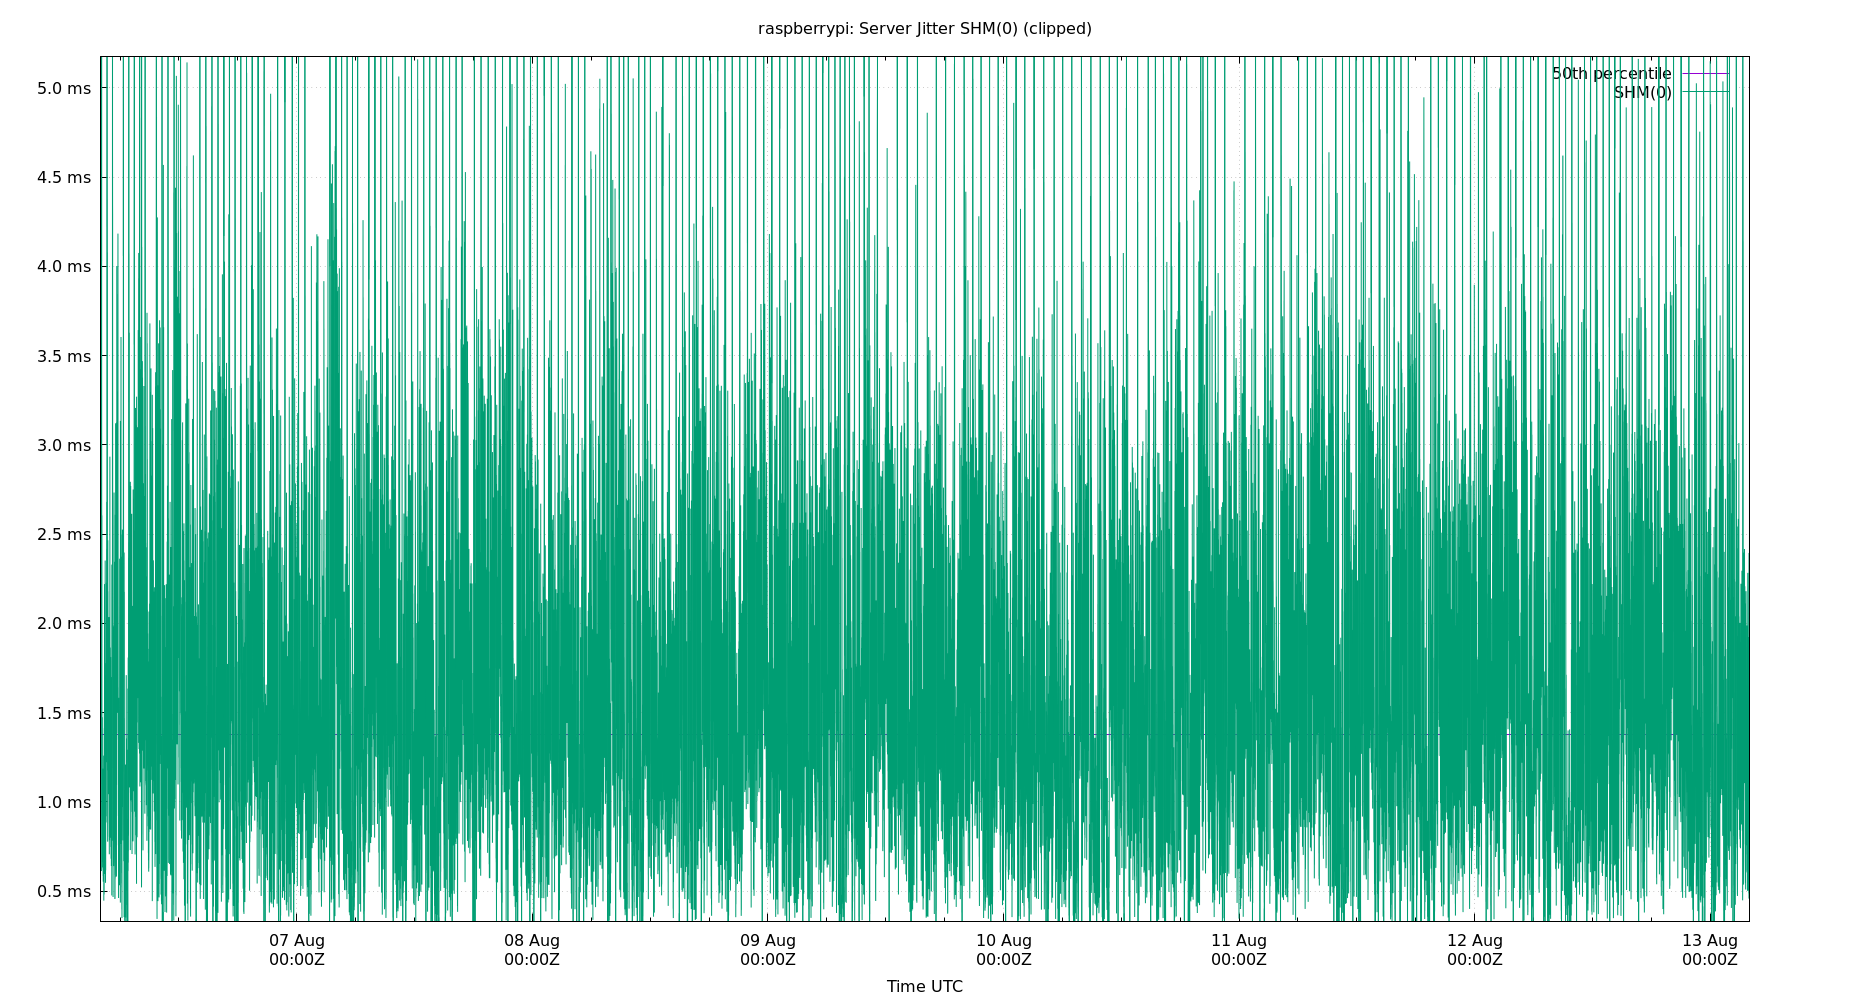 raspberrypi: Server Jitter SHM(0) (clipped)
50th percentile
SHM(0)
5.0 ms
4.5 ms
4.0 ms
3.5 ms
3.0 ms
2.5 ms
2.0 ms
1.5 ms
1.0 ms
0.5 ms
07 Aug 08 Aug 09 Aug 10 Aug 11 Aug 12 Aug 13 Aug
00:00Z 00:00Z 00:00Z 00:00Z 00:00Z 00:00Z 00:00Z
Time UTC